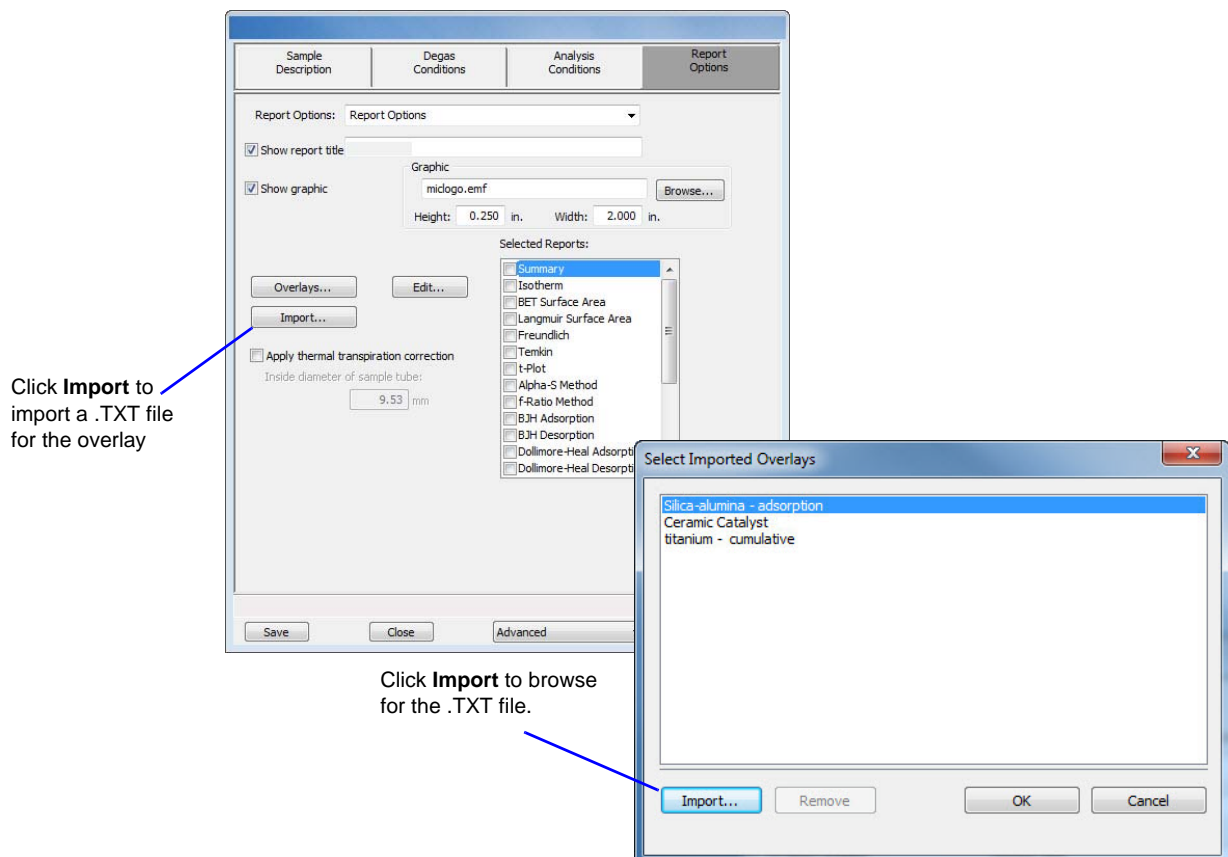 Sample Description
Degas Conditions
Analysis Conditions
Report Options
Report Options: Report Options
Show report title
Graphic
Show graphic
miclogo.emf
Browse...
Height: 0.250 in. Width: 2.000 in.
Selected Reports:
Summary
Isotherm
BET Surface Area
Langmuir Surface Area
Freundlich
Temkin
t-Plot
Alpha-S Method
f-Ratio Method
BJH Adsorption
BJH Desorption
Dollimore-Heal Adsorpti
Dollimore-Heal Desorpti
Overlays...
Edit...
Import...
Apply thermal transpiration correction
Inside diameter of sample tube:
9.53 mm
Save
Close
Advanced
Click Import to
import a .TXT file
for the overlay
Click Import to browse
for the .TXT file.
Select Imported Overlays
Silica-alumina - adsorption
Ceramic Catalyst
titanium - cumulative
Import...
Remove
OK
Cancel